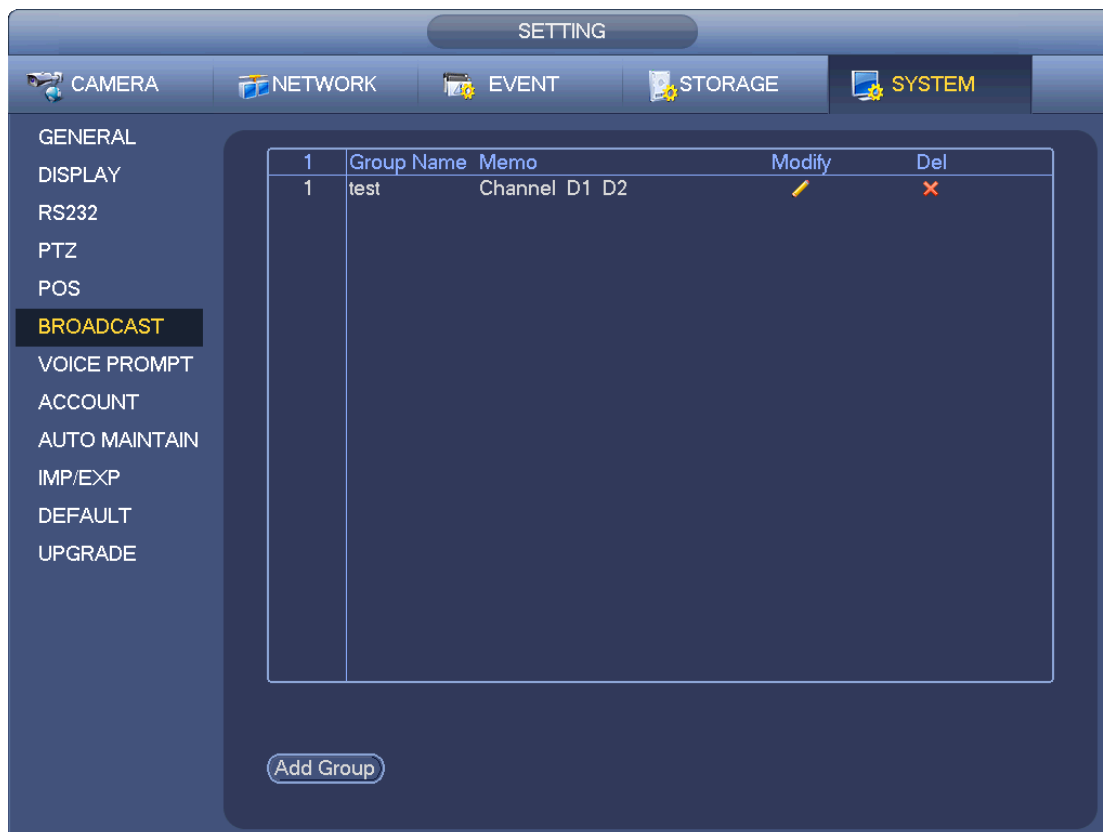 SETTING
CAMERA NETWORK EVENT STORAGE SYSTEM
GENERAL
DISPLAY
RS232
PTZ
POS
BROADCAST
VOICE PROMPT
ACCOUNT
AUTO MAINTAIN
IMP/EXP
DEFAULT
UPGRADE
1 Group Name Memo Modify Del
1 test Channel D1 D2
Add Group